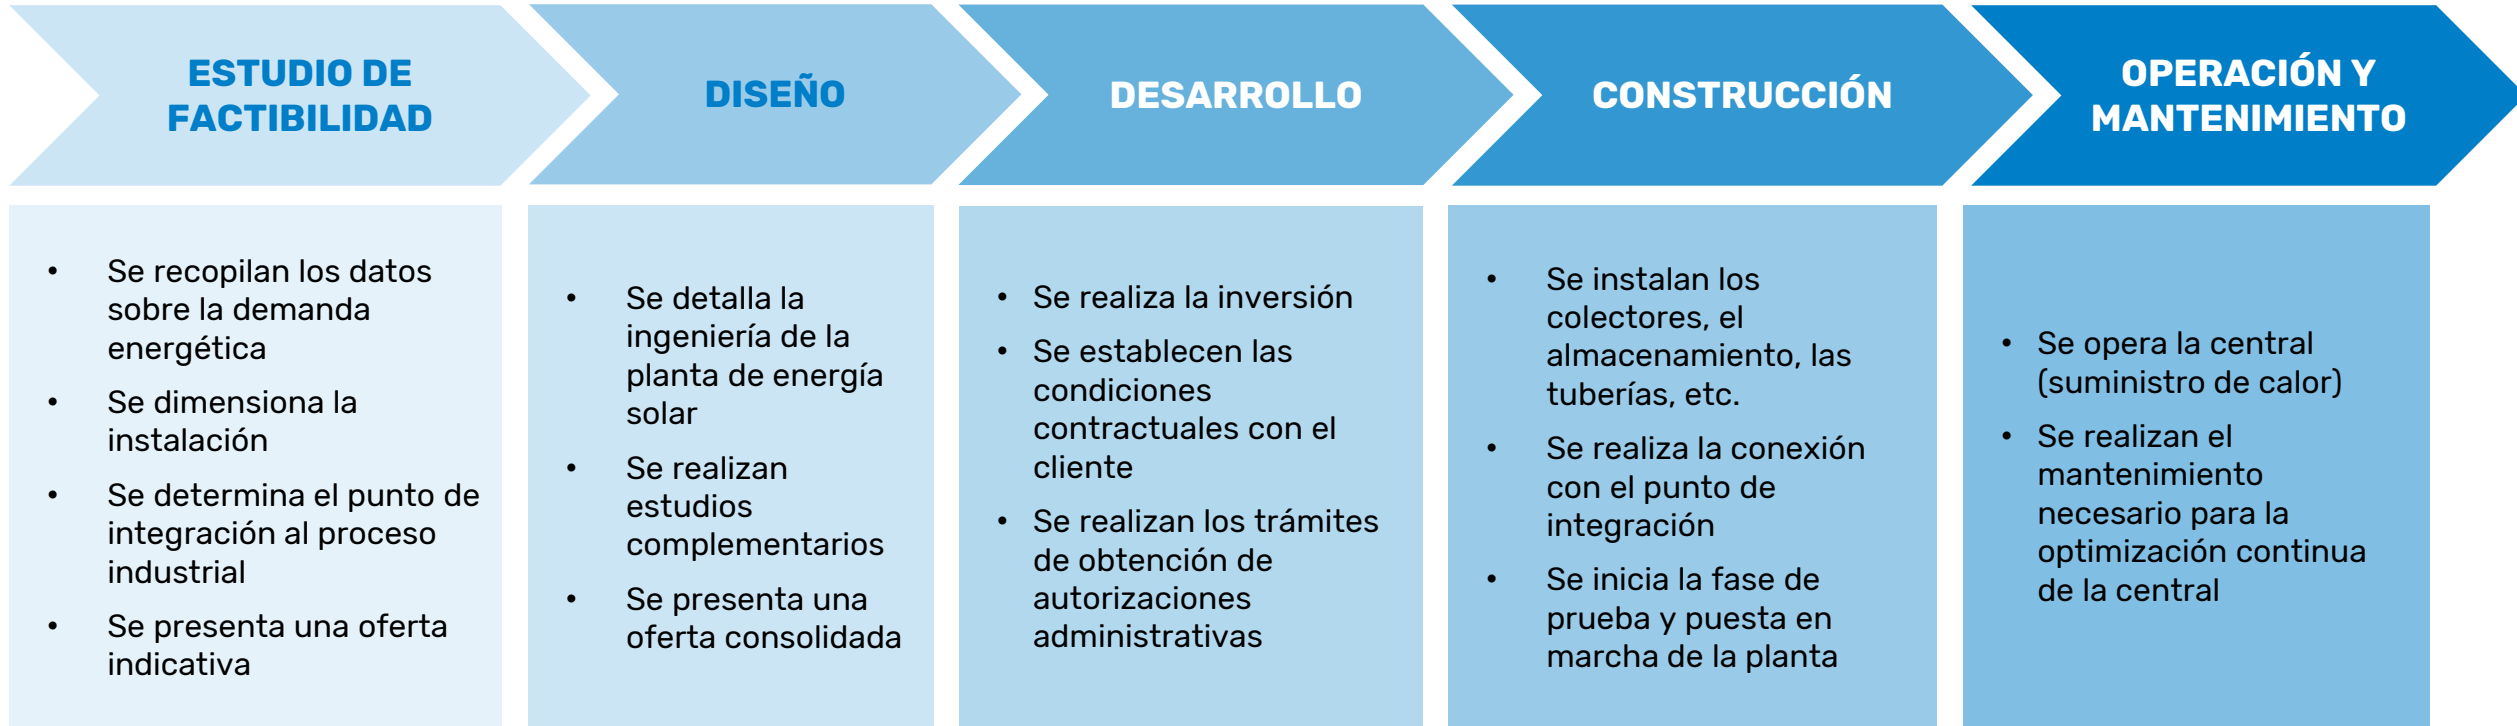 ESTUDIO DE
FACTIBILIDAD
• Se recopilan los datos
sobre la demanda
energética
• Se dimensiona la
instalación
• Se determina el punto de
integración al proceso
industrial
• Se presenta una oferta
indicativa
DISEÑO
• Se detalla la
ingeniería de la
planta de energía
solar
• Se realizan
estudios
complementarios
• Se presenta una
oferta consolidada
DESARROLLO
• Se realiza la inversión
• Se establecen las
condiciones
contractuales con el
cliente
• Se realizan los trámites
de obtención de
autorizaciones
administrativas
CONSTRUCCIÓN
• Se instalan los
colectores, el
almacenamiento, las
tuberías, etc.
• Se realiza la conexión
con el punto de
integración
• Se inicia la fase de
prueba y puesta en
marcha de la planta
OPERACIÓN Y
MANTENIMIENTO
• Se opera la central
(suministro de calor)
• Se realizan el
mantenimiento
necesario para la
optimización continua
de la central